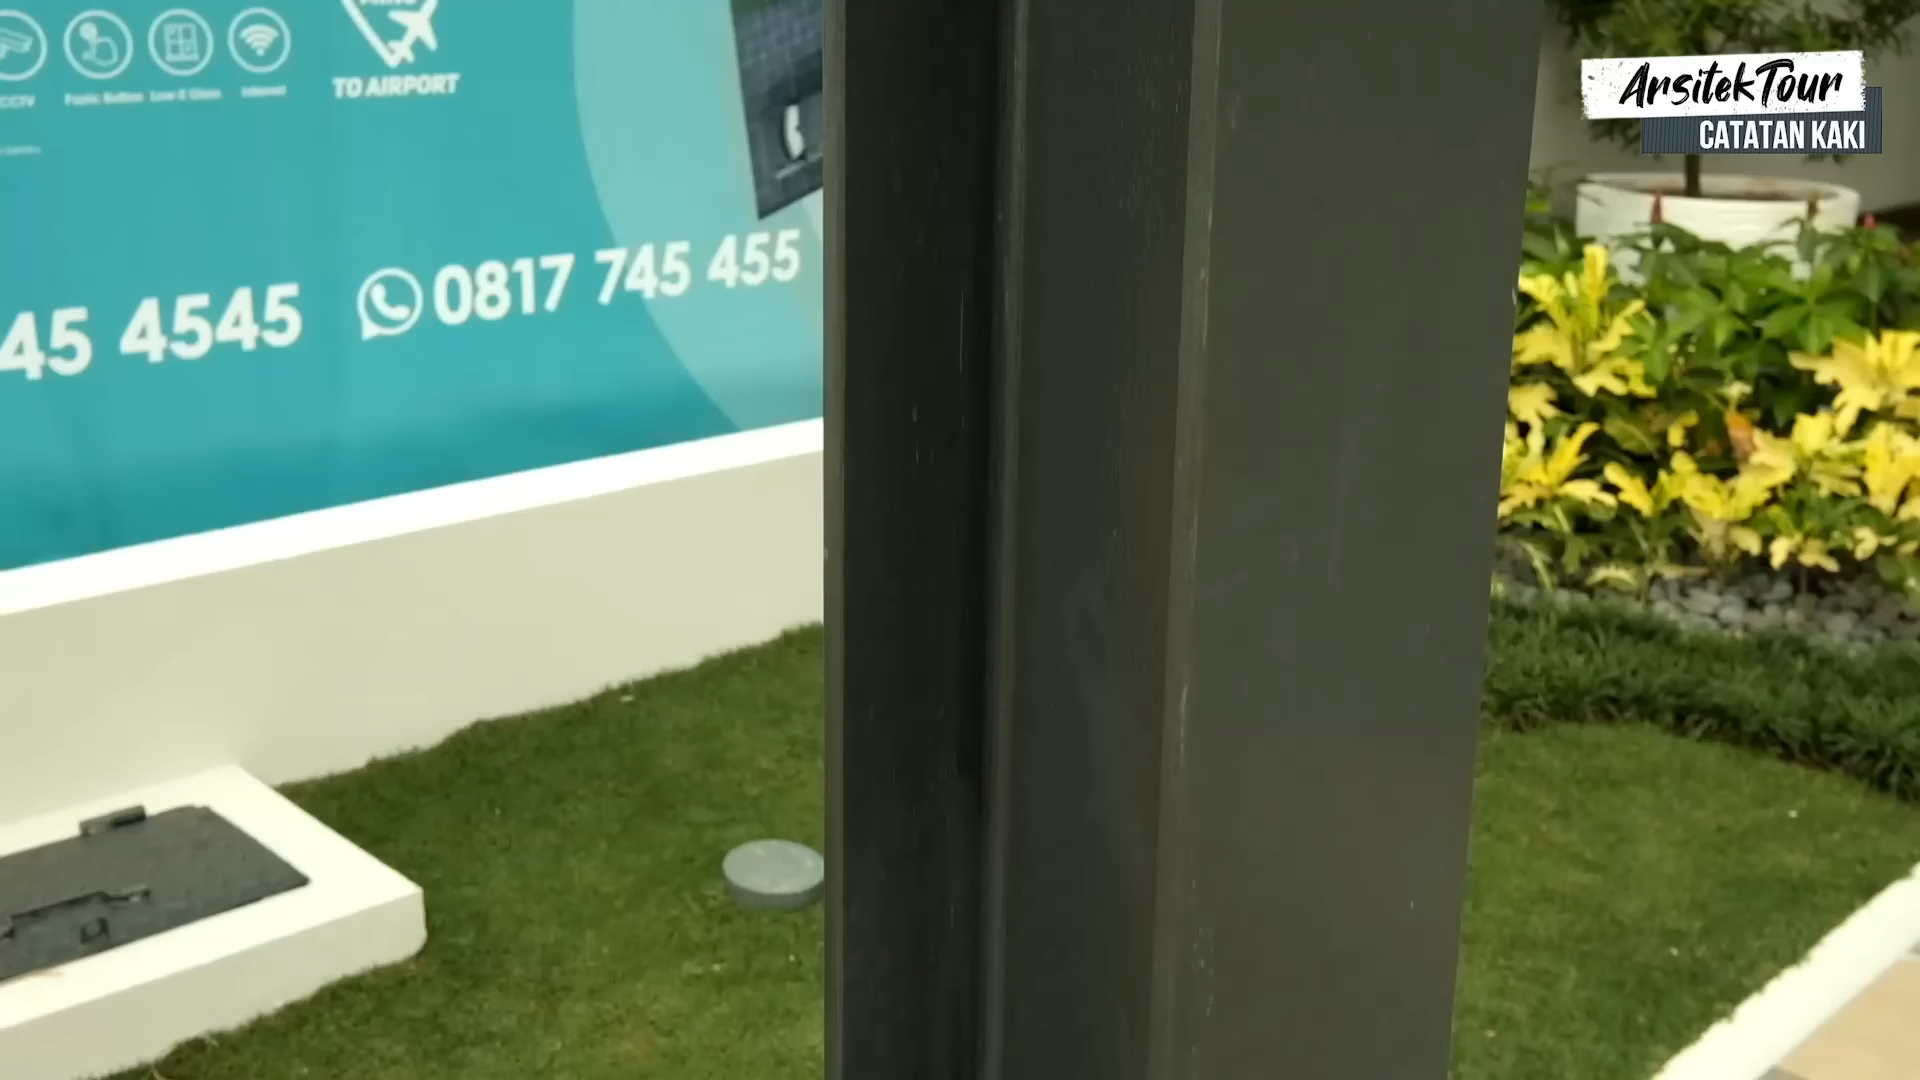 CCTV
Panic Button
Low-E Glass
Internet
TO AIRPORT
45 4545
0817 745 455
ArsitekTour
CATATAN KAKI